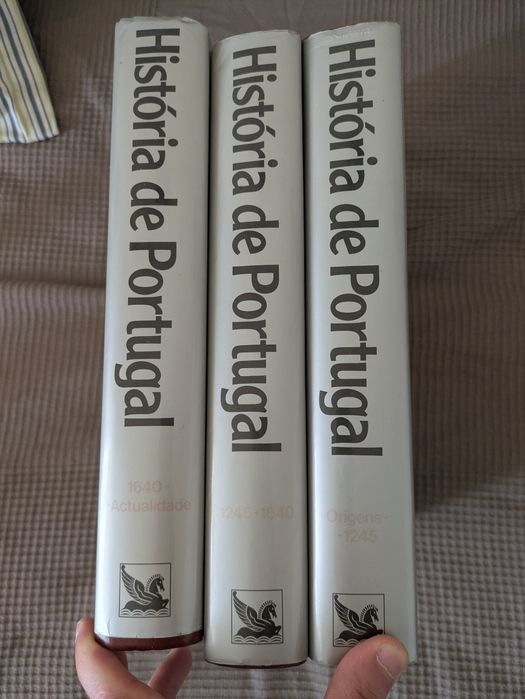 História de Portugal
1640-
-Actualidade
História de Portugal
1245-1640
História de Portugal
Origens-
-1245